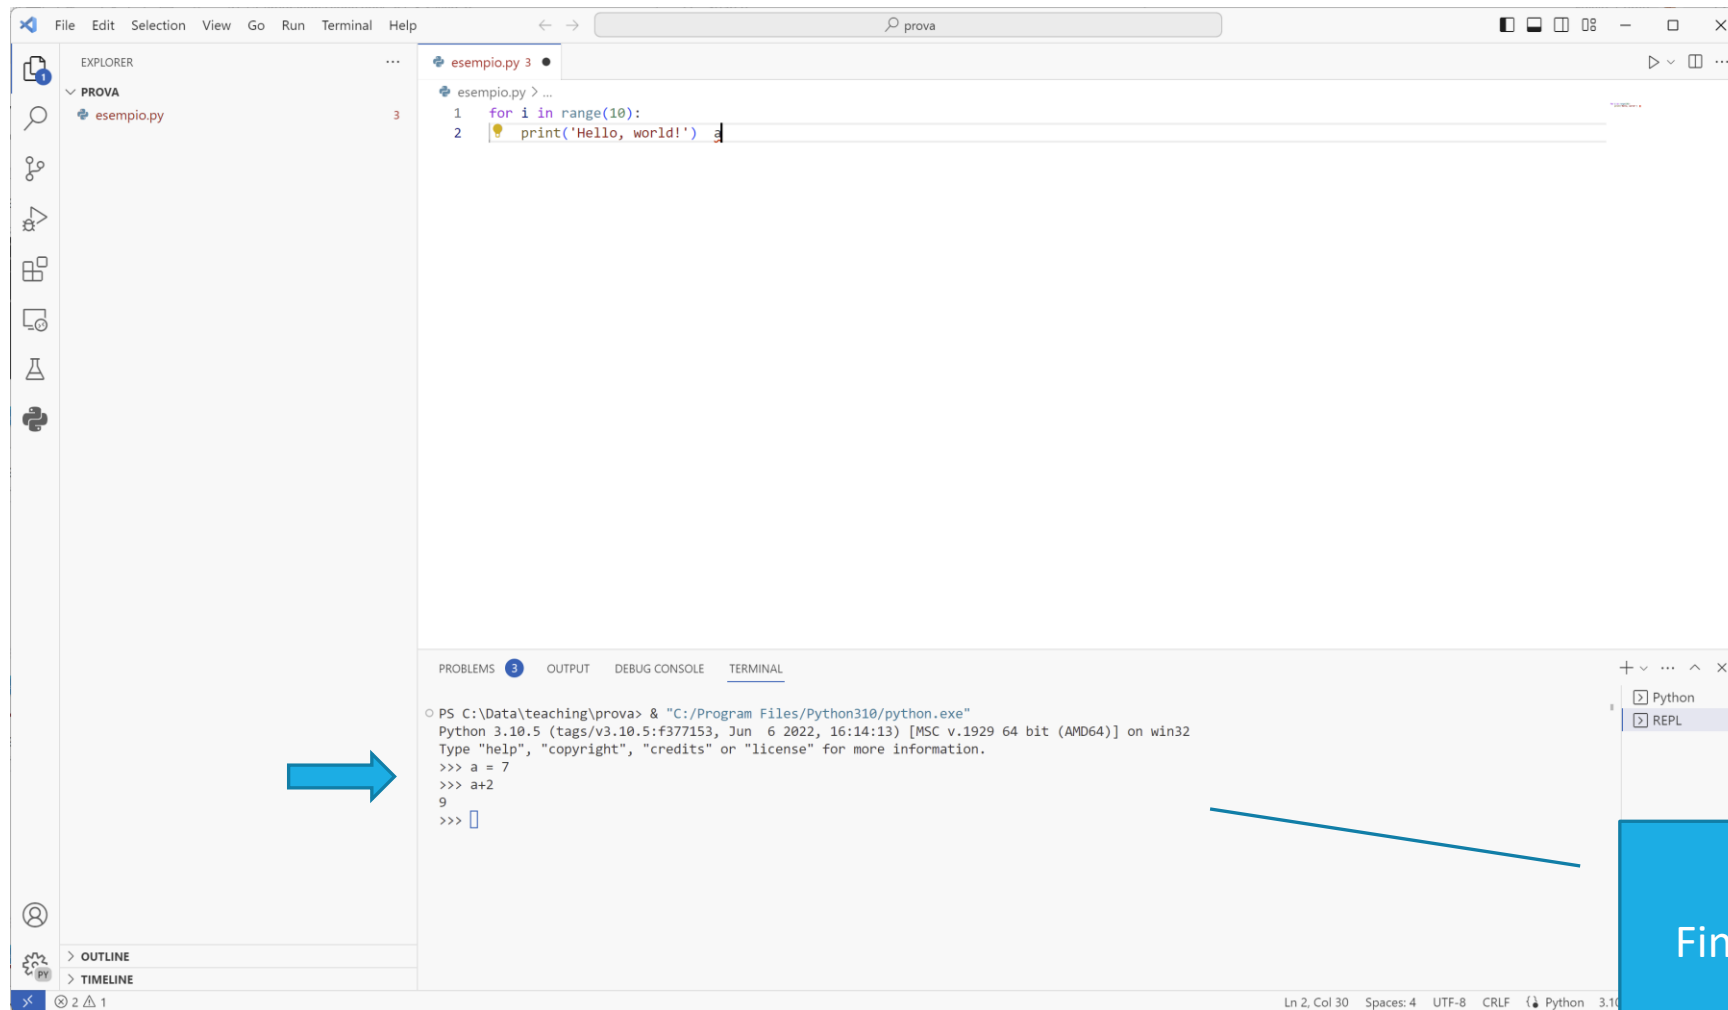 File Edit Selection View Go Run Terminal Help
prova
EXPLORER
PROVA
esempio.py 3
esempio.py 3
esempio.py > ...
1 for i in range(10):
2 print('Hello, world!')  a
PROBLEMS 3 OUTPUT DEBUG CONSOLE TERMINAL
PS C:\Data\teaching\prova> & "C:/Program Files/Python310/python.exe"
Python 3.10.5 (tags/v3.10.5:f377153, Jun  6 2022, 16:14:13) [MSC v.1929 64 bit (AMD64)] on win32
Type "help", "copyright", "credits" or "license" for more information.
>>> a = 7
>>> a+2
9
>>>
Python
REPL
Fin
OUTLINE
TIMELINE
1
PY
2 1
Ln 2, Col 30 Spaces: 4 UTF-8 CRLF Python 3.10